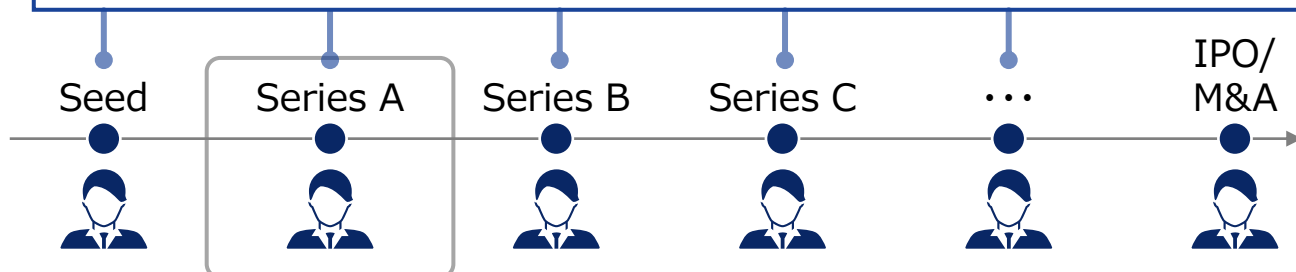 Seed
Series A
Series B
Series C
…
IPO/
M&A